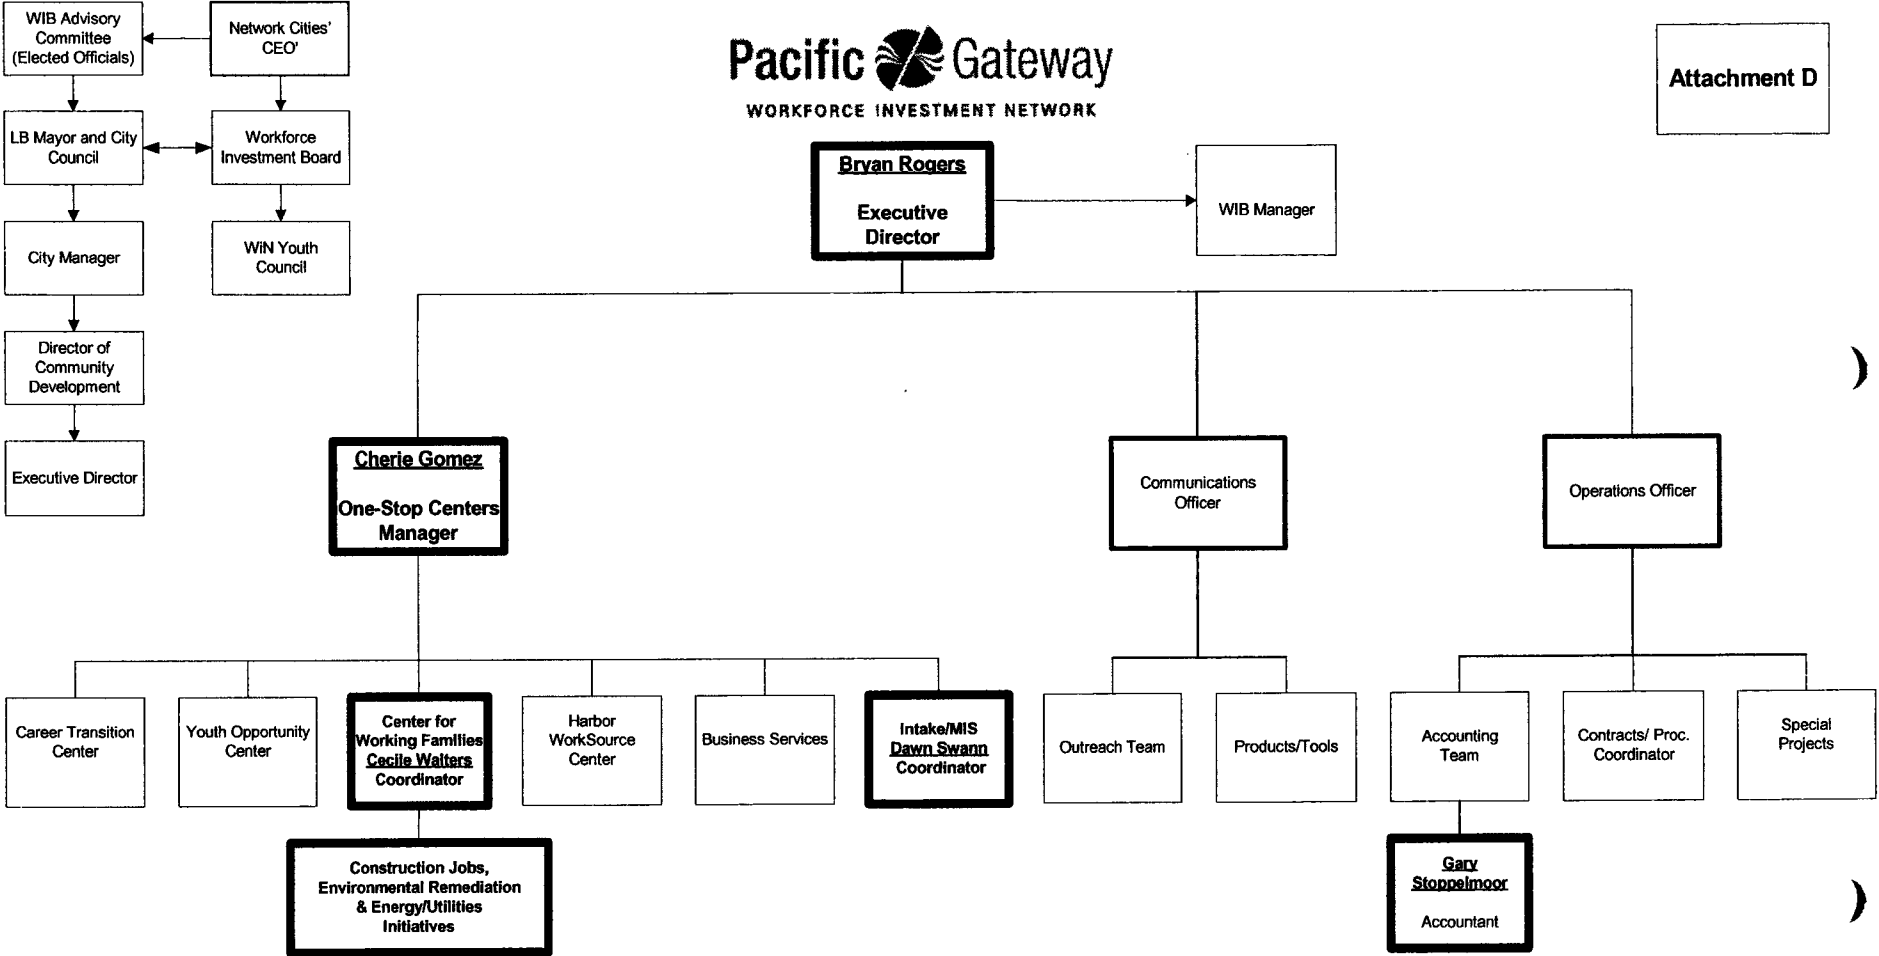 WIB Advisory
Committee
(Elected Officials)
Network Cities'
CEO'
LB Mayor and City
Council
Workforce
Investment Board
City Manager
WiN Youth
Council
Director of
Community
Development
Executive Director
Pacific Gateway
WORKFORCE INVESTMENT NETWORK
Attachment D
Bryan Rogers
Executive
Director
WIB Manager
Cherie Gomez
One-Stop Centers
Manager
Communications
Officer
Operations Officer
Career Transition
Center
Youth Opportunity
Center
Center for
Working Families
Cecile Walters
Coordinator
Harbor
WorkSource
Center
Business Services
Intake/MIS
Dawn Swann
Coordinator
Outreach Team
Products/Tools
Accounting
Team
Contracts/ Proc.
Coordinator
Special
Projects
Construction Jobs,
Environmental Remediation
& Energy/Utilities
Initiatives
Gary
Stoppelmoor
Accountant